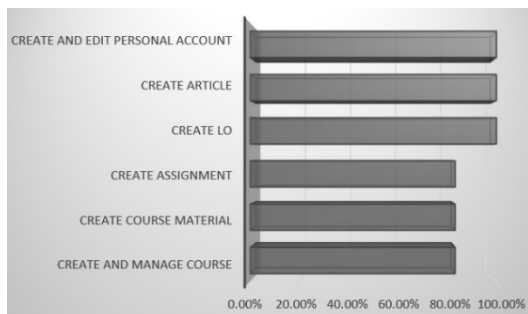 CREATE AND EDIT PERSONAL ACCOUNT
CREATE ARTICLE
CREATE LO
CREATE ASSIGNMENT
CREATE COURSE MATERIAL
CREATE AND MANAGE COURSE
0.00% 20.00% 40.00% 60.00% 80.00% 100.00%